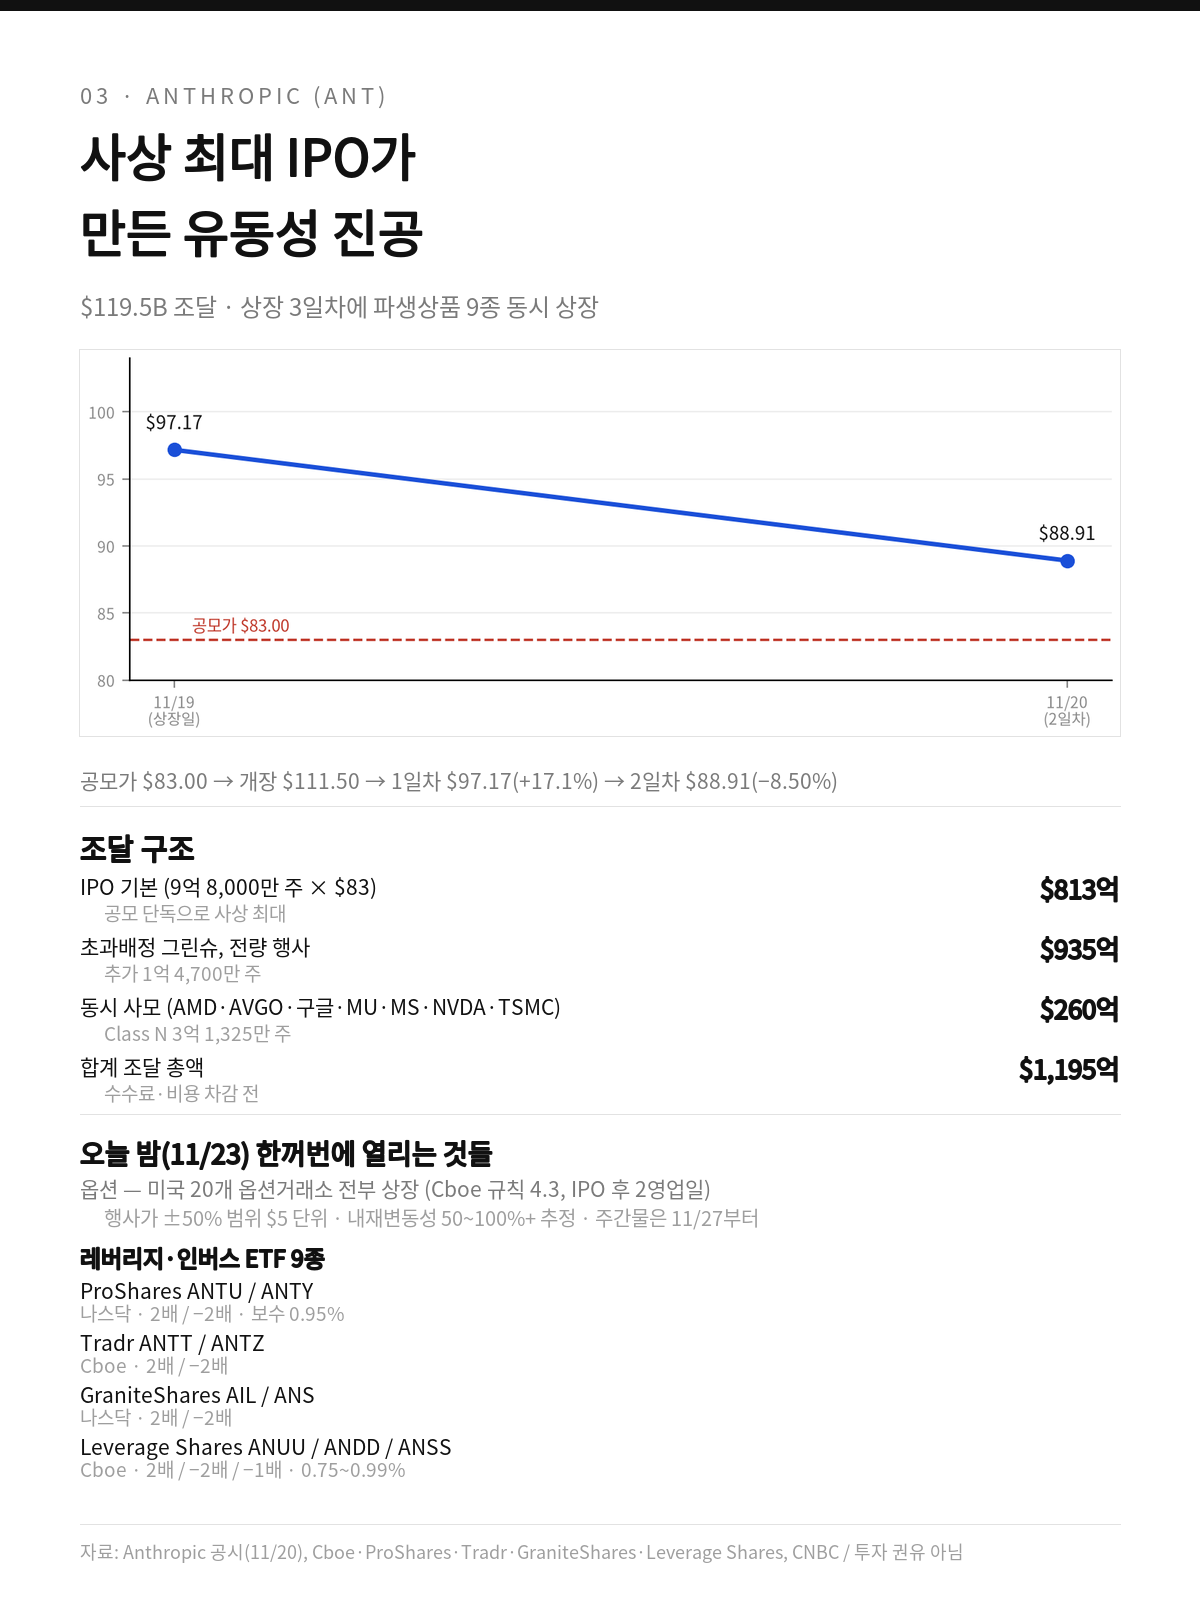 03 · ANTHROPIC (ANT)
사상 최대 IPO가
만든 유동성 진공
$119.5B 조달 · 상장 3일차에 파생상품 9종 동시 상장
100
$97.17
95
$88.91
90
85
공모가 $83.00
80
11/19
(상장일)
11/20
(2일차)
공모가 $83.00 → 개장 $111.50 → 1일차 $97.17(+17.1%) → 2일차 $88.91(−8.50%)
조달 구조
IPO 기본 (9억 8,000만 주 × $83) $813억
공모 단독으로 사상 최대
초과배정 그린슈, 전량 행사 $935억
추가 1억 4,700만 주
동시 사모 (AMD·AVGO·구글·MU·MS·NVDA·TSMC) $260억
Class N 3억 1,325만 주
합계 조달 총액 $1,195억
수수료·비용 차감 전
오늘 밤(11/23) 한꺼번에 열리는 것들
옵션 — 미국 20개 옵션거래소 전부 상장 (Cboe 규칙 4.3, IPO 후 2영업일)
행사가 ±50% 범위 $5 단위 · 내재변동성 50~100%+ 추정 · 주간물은 11/27부터
레버리지·인버스 ETF 9종
ProShares ANTU / ANTY
나스닥 · 2배 / −2배 · 보수 0.95%
Tradr ANTT / ANTZ
Cboe · 2배 / −2배
GraniteShares AIL / ANS
나스닥 · 2배 / −2배
Leverage Shares ANUU / ANDD / ANSS
Cboe · 2배 / −2배 / −1배 · 0.75~0.99%
자료: Anthropic 공시(11/20), Cboe·ProShares·Tradr·GraniteShares·Leverage Shares, CNBC / 투자 권유 아님